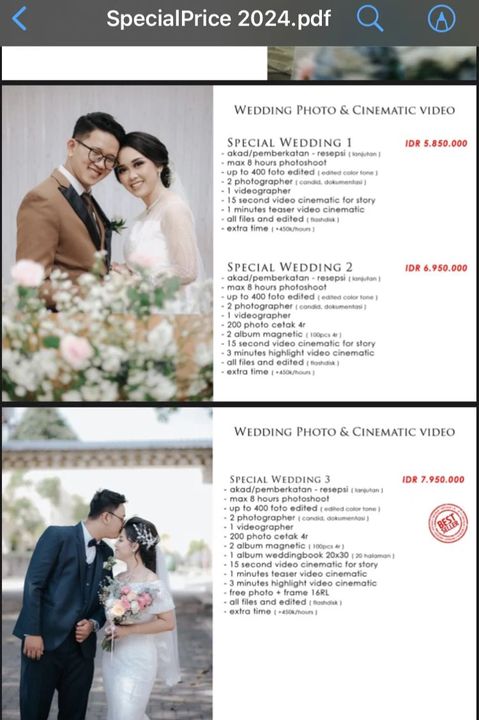 SpecialPrice 2024.pdf
WEDDING PHOTO & CINEMATIC VIDEO
SPECIAL WEDDING 1 IDR 5.850.000
- akad/pemberkatan - resepsi ( lanjutan )
- max 8 hours photoshoot
- up to 400 foto edited ( edited color tone )
- 2 photographer ( candid, dokumentasi )
- 1 videographer
- 15 second video cinematic for story
- 1 minutes teaser video cinematic
- all files and edited ( flashdisk )
- extra time ( +450k/hours )
SPECIAL WEDDING 2 IDR 6.950.000
- akad/pemberkatan - resepsi ( lanjutan )
- max 8 hours photoshoot
- up to 400 foto edited ( edited color tone )
- 2 photographer ( candid, dokumentasi )
- 1 videographer
- 200 photo cetak 4r
- 2 album magnetic ( 100pcs 4r )
- 15 second video cinematic for story
- 3 minutes highlight video cinematic
- all files and edited ( flashdisk )
- extra time ( +450k/hours )
WEDDING PHOTO & CINEMATIC VIDEO
SPECIAL WEDDING 3 IDR 7.950.000
- akad/pemberkatan - resepsi ( lanjutan )
- max 8 hours photoshoot
- up to 400 foto edited ( edited color tone )
- 2 photographer ( candid, dokumentasi )
- 1 videographer
- 200 photo cetak 4r
- 2 album magnetic ( 100pcs 4r )
- 1 album weddingbook 20x30 ( 20 halaman )
- 15 second video cinematic for story
- 1 minutes teaser video cinematic
- 3 minutes highlight video cinematic
- free photo + frame 16RL
- all files and edited ( flashdisk )
- extra time ( +450k/hours )
BEST SELLER